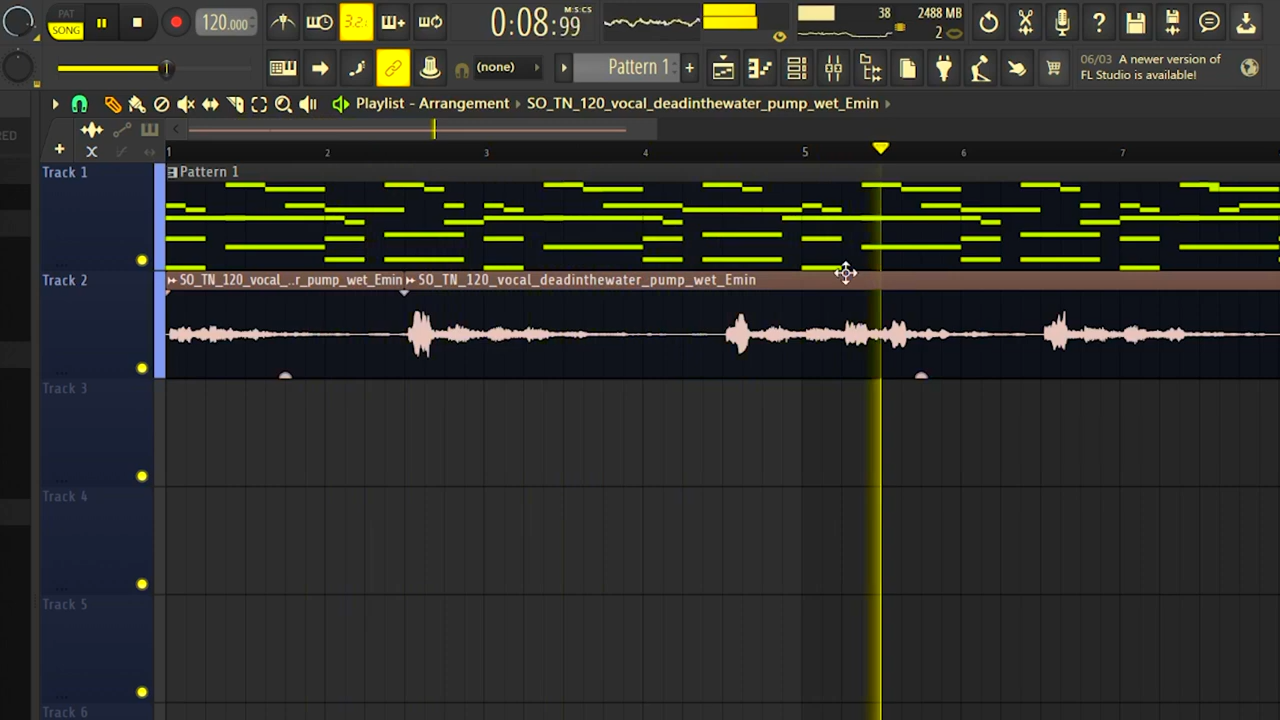 PAT
SONG
120.000
3.2.
0:08:99
M:S:CS
38
2488 MB
2
(none)
Pattern 1
06/03 A newer version of
FL Studio is available!
Playlist - Arrangement
SO_TN_120_vocal_deadinthewater_pump_wet_Emin
RED
1 2 3 4 5 6 7
Track 1
Pattern 1
Track 2
SO_TN_120_vocal_..r_pump_wet_Emin
SO_TN_120_vocal_deadinthewater_pump_wet_Emin
Track 3
Track 4
Track 5
Track 6